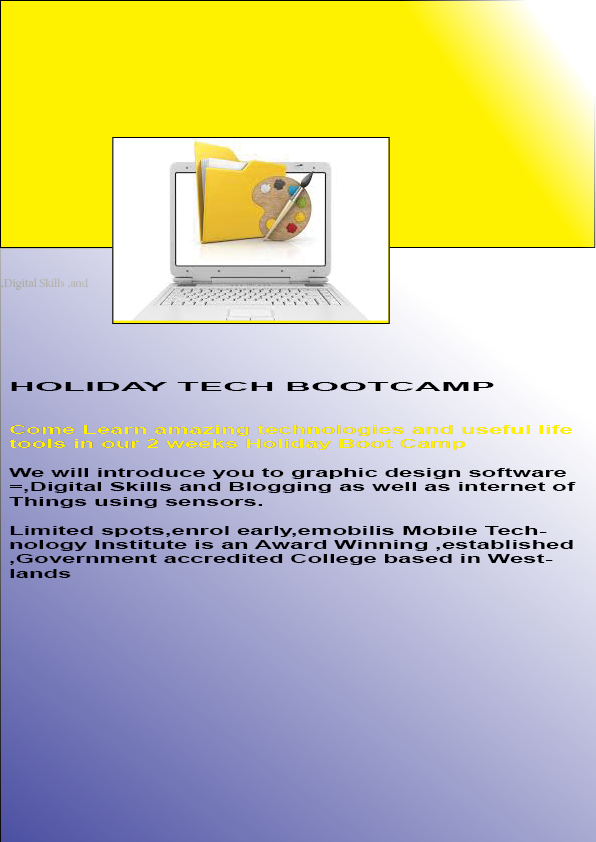 ,Digital Skills ,and
HOLIDAY TECH BOOTCAMP
Come Learn amazing technologies and useful life
tools in our 2 weeks Holiday Boot Camp
We will introduce you to graphic design software
=,Digital Skills and Blogging as well as internet of
Things using sensors.
Limited spots,enrol early,emobilis Mobile Tech-
nology Institute is an Award Winning ,established
,Government accredited College based in West-
lands